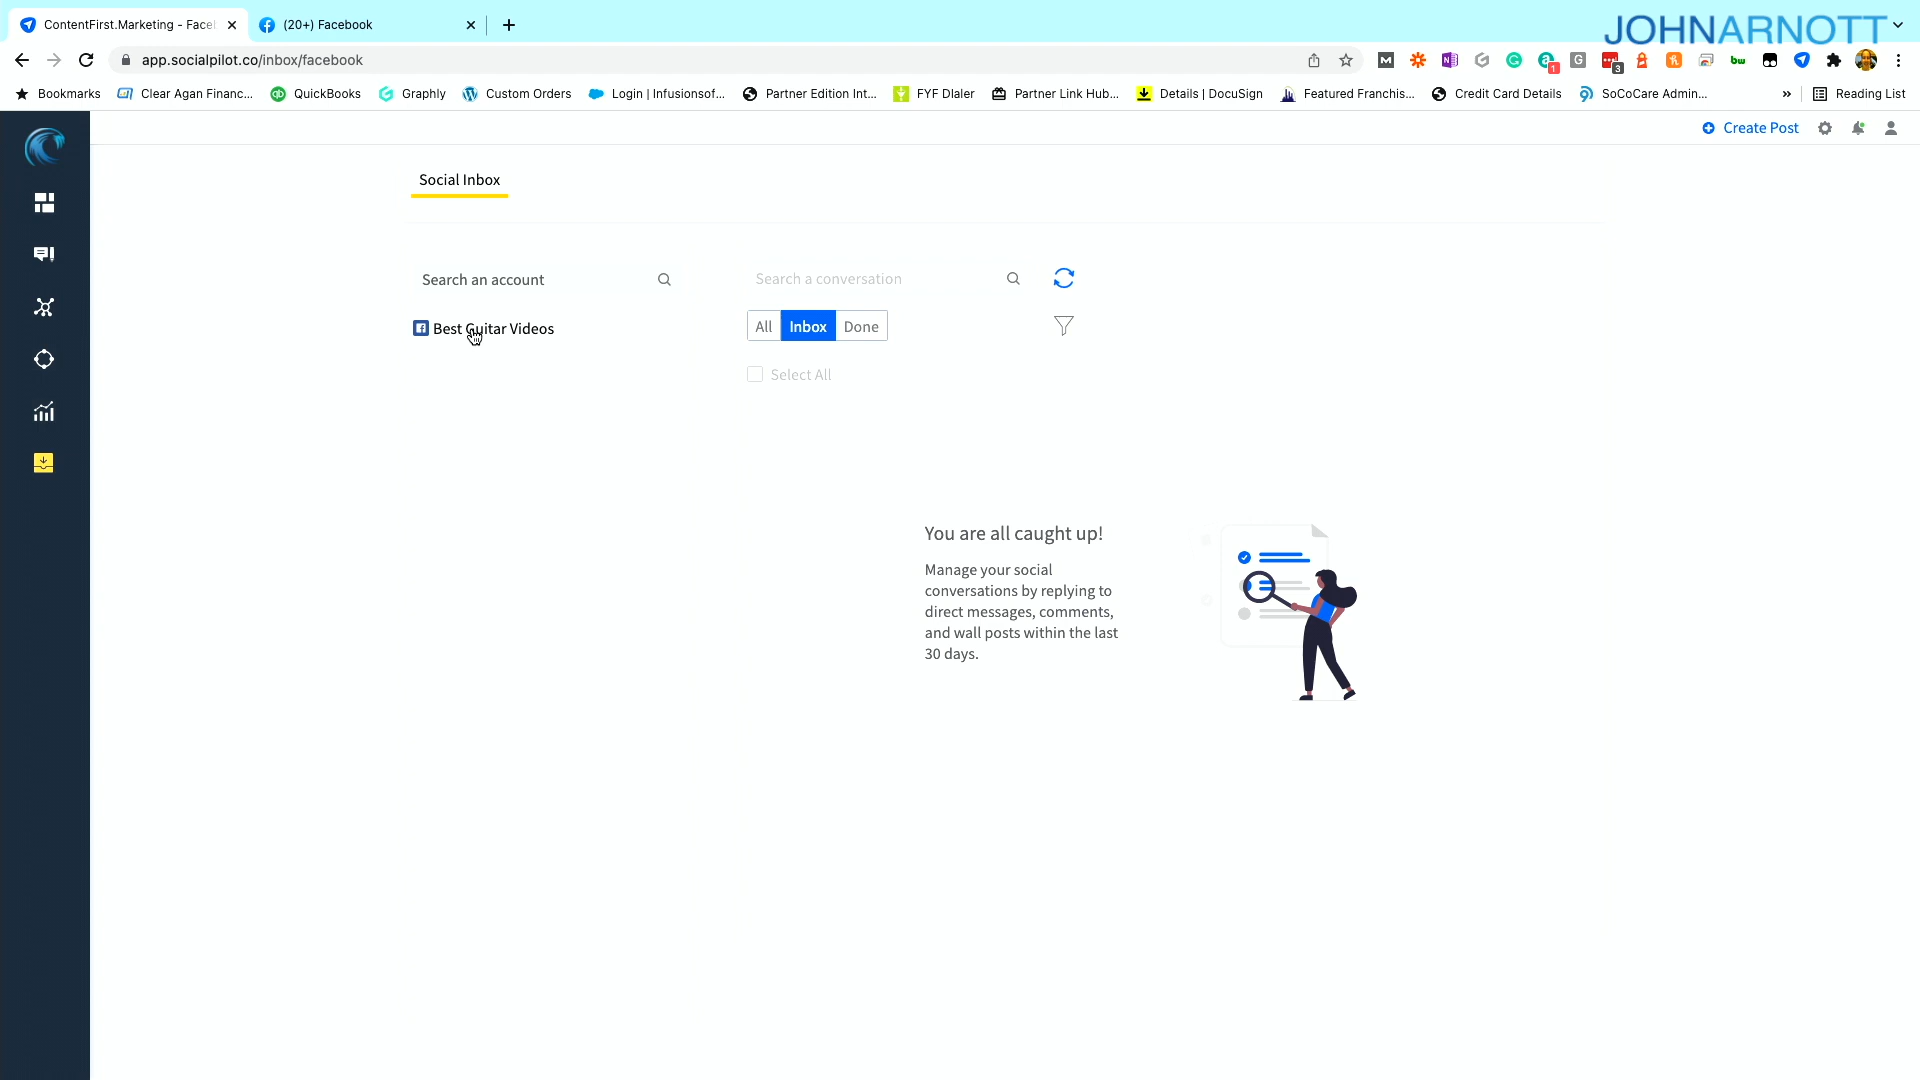 ContentFirst.Marketing - Face
(20+) Facebook
JOHNARNOTT
app.socialpilot.co/inbox/facebook
1
3
Bookmarks
Clear Agan Financ...
QuickBooks
Graphly
Custom Orders
Login | Infusionsof...
Partner Edition Int...
FYF DIaler
Partner Link Hub...
Details | DocuSign
Featured Franchis...
Credit Card Details
SoCoCare Admin...
»
Reading List
Create Post
Social Inbox
Search an account
Search a conversation
Best Guitar Videos
All
Inbox
Done
Select All
You are all caught up!
Manage your social
conversations by replying to
direct messages, comments,
and wall posts within the last
30 days.